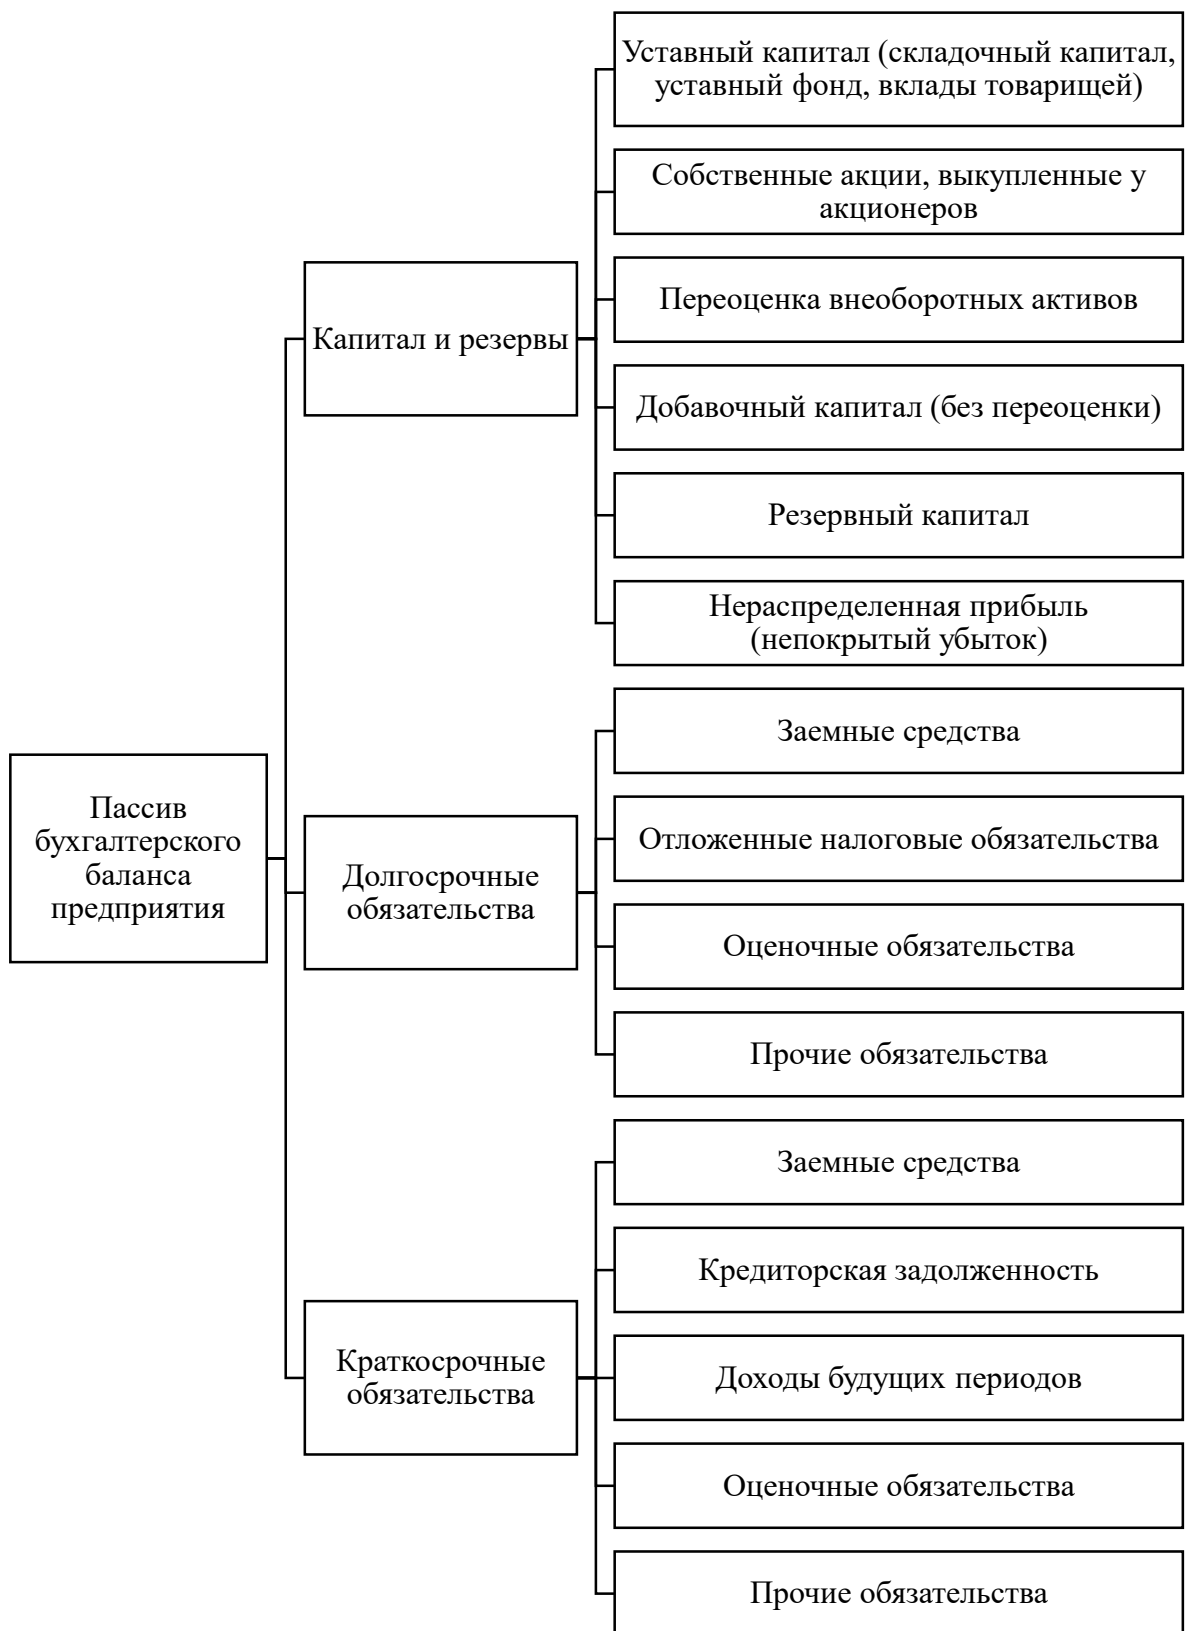 Уставный капитал (складочный капитал,
уставный фонд, вклады товарищей)
Собственные акции, выкупленные у
акционеров
Переоценка внеоборотных активов
Капитал и резервы
Добавочный капитал (без переоценки)
Резервный капитал
Нераспределенная прибыль
(непокрытый убыток)
Заемные средства
Пассив
бухгалтерского
баланса
предприятия
Отложенные налоговые обязательства
Долгосрочные
обязательства
Оценочные обязательства
Прочие обязательства
Заемные средства
Кредиторская задолженность
Краткосрочные
обязательства
Доходы будущих периодов
Оценочные обязательства
Прочие обязательства